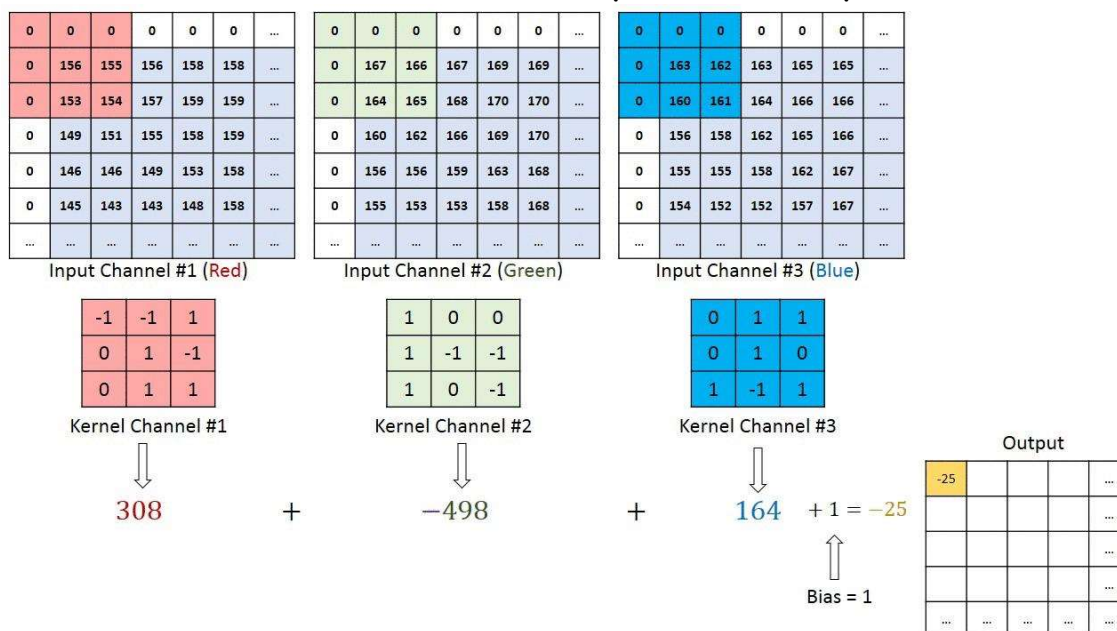 0 0 0 0 0 0 ...
0 156 155 156 158 158 ...
0 153 154 157 159 159 ...
0 149 151 155 158 159 ...
0 146 146 149 153 158 ...
0 145 143 143 148 158 ...
... ... ... ... ... ... ...
Input Channel #1 (Red)
0 0 0 0 0 0 ...
0 167 166 167 169 169 ...
0 164 165 168 170 170 ...
0 160 162 166 169 170 ...
0 156 156 159 163 168 ...
0 155 153 153 158 168 ...
... ... ... ... ... ... ...
Input Channel #2 (Green)
0 0 0 0 0 0 ...
0 163 162 163 165 165 ...
0 160 161 164 166 166 ...
0 156 158 162 165 166 ...
0 155 155 158 162 167 ...
0 154 152 152 157 167 ...
... ... ... ... ... ... ...
Input Channel #3 (Blue)
-1 -1 1
0 1 -1
0 1 1
Kernel Channel #1
1 0 0
1 -1 -1
1 0 -1
Kernel Channel #2
0 1 1
0 1 0
1 -1 1
Kernel Channel #3
308 + −498 + 164 + 1 = −25
Bias = 1
Output
-25 ...
...
...
...
... ... ... ... ...